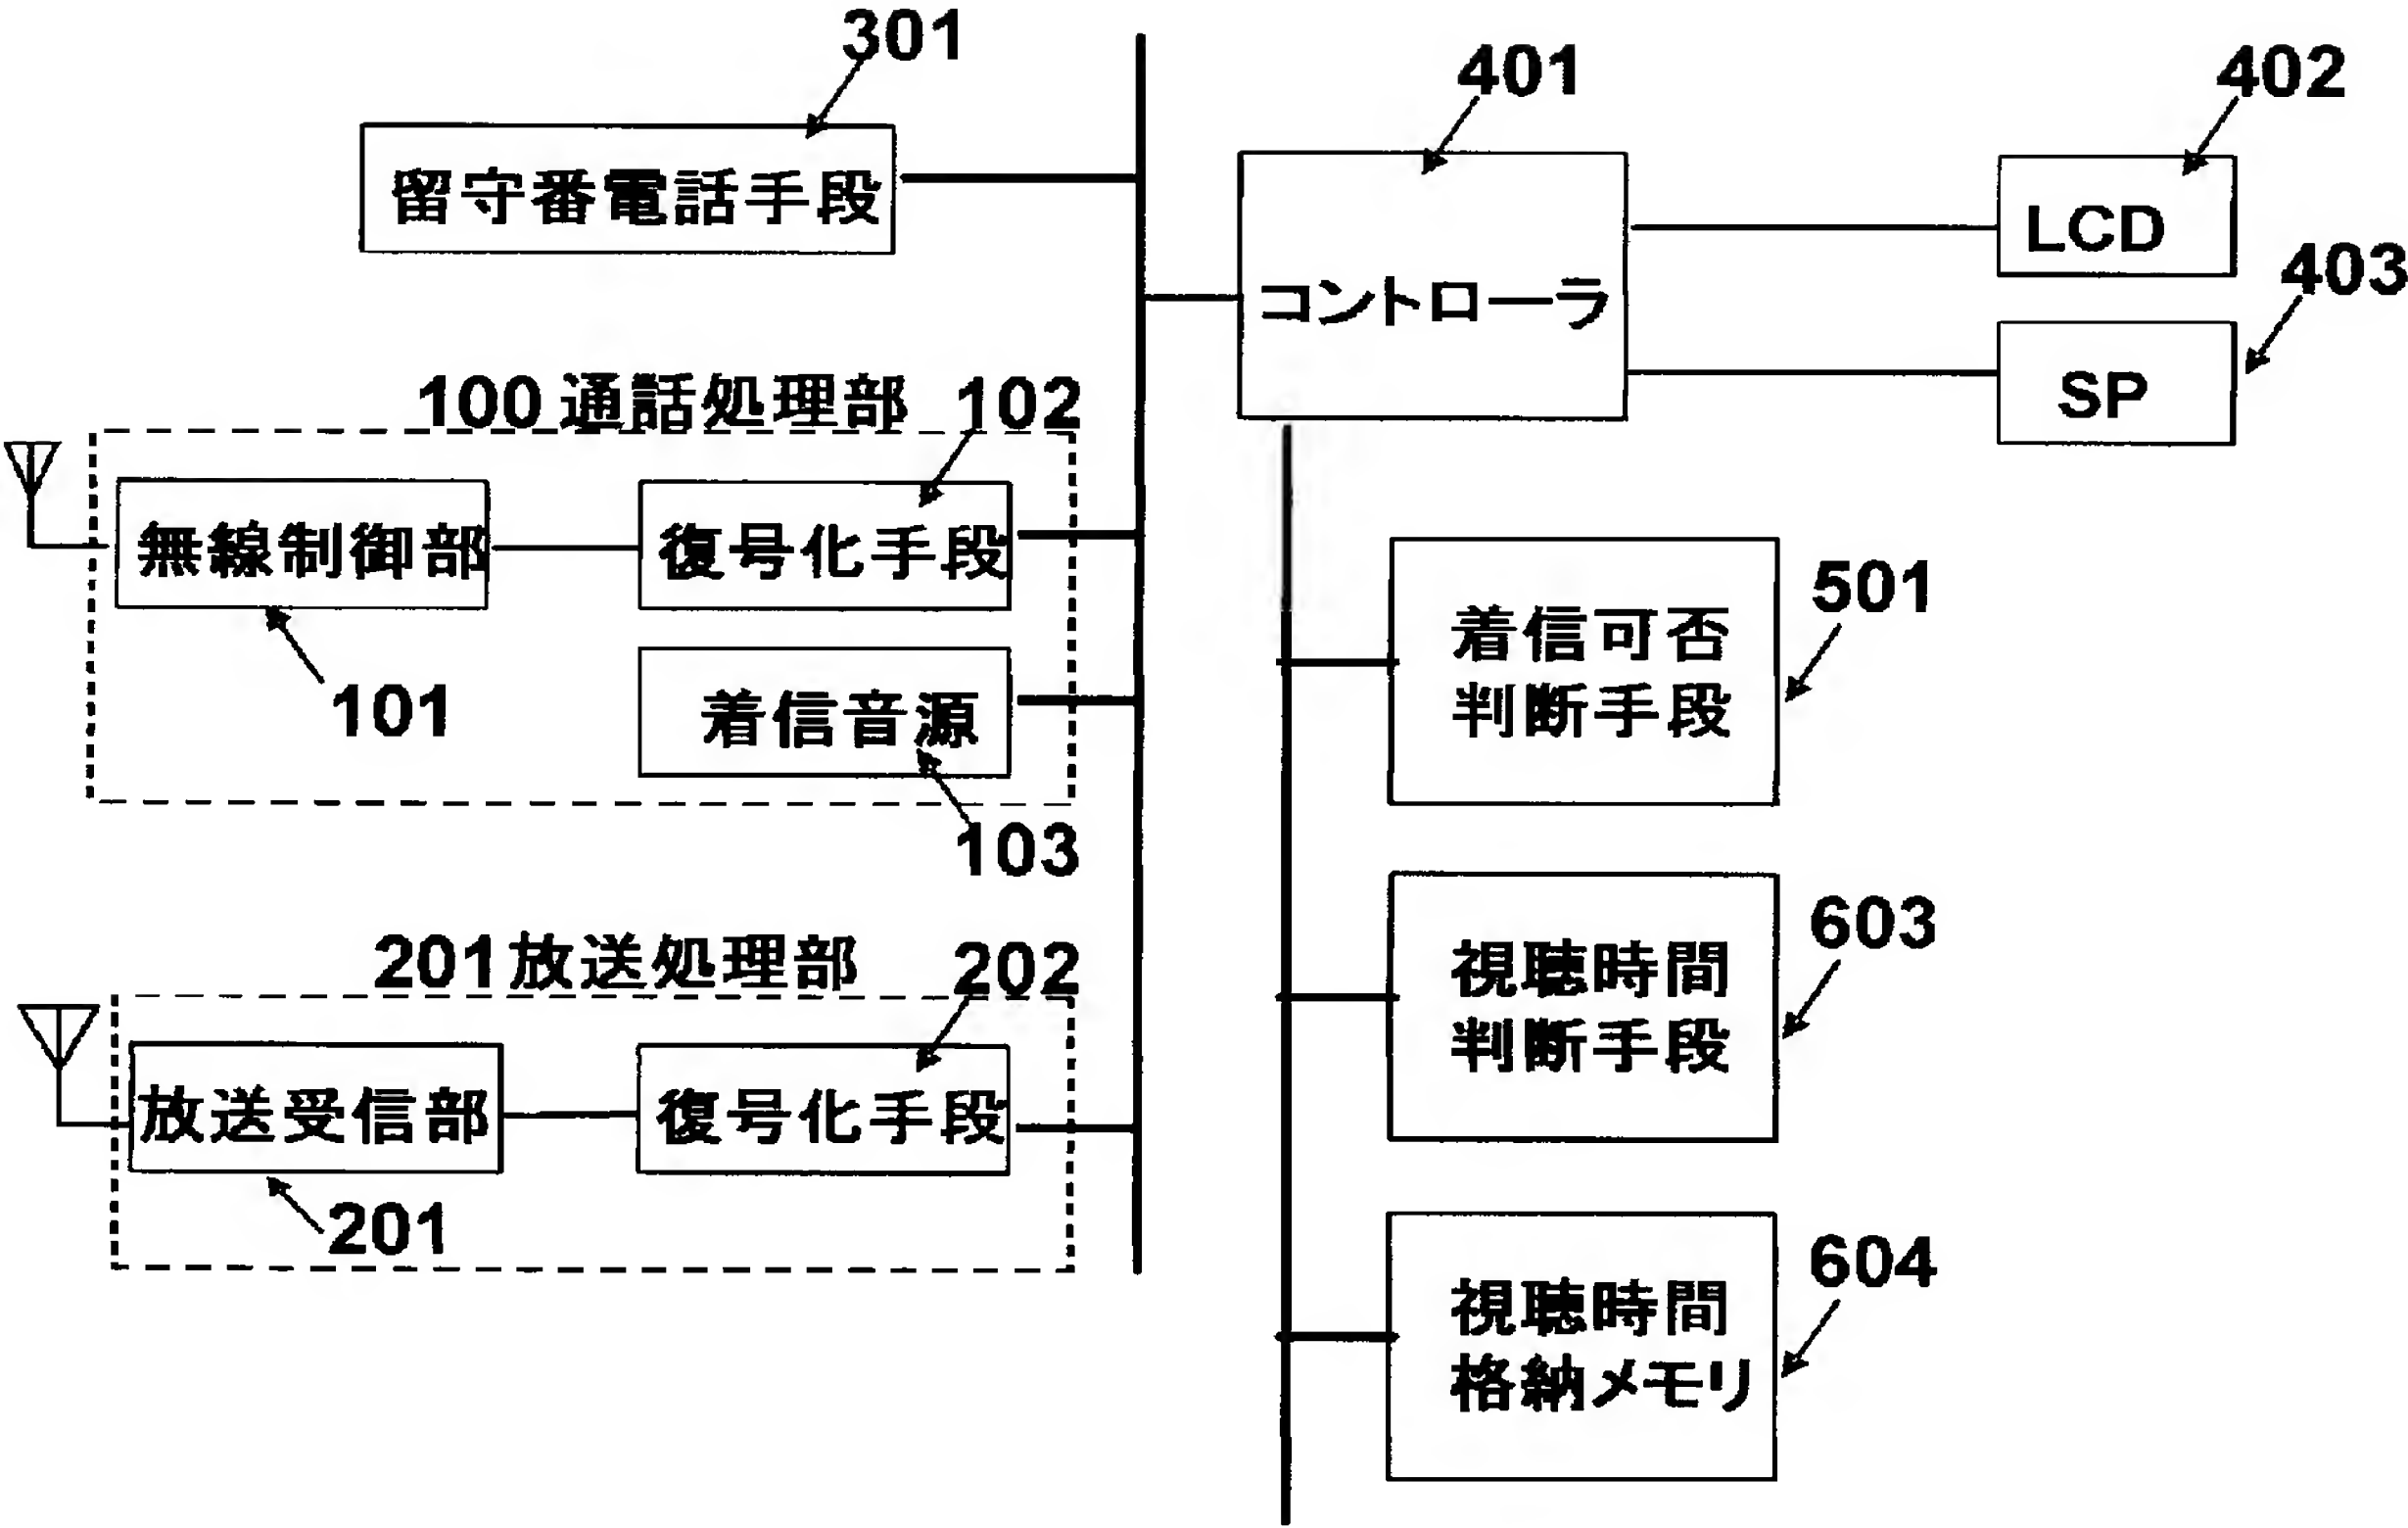 301
留守番電話手段
401
コントローラ
402
LCD
403
SP
100 通話処理部
102
無線制御部
復号化手段
101
着信音源
103
201 放送処理部
202
放送受信部
復号化手段
201
着信可否
判断手段
501
視聴時間
判断手段
603
視聴時間
格納メモリ
604